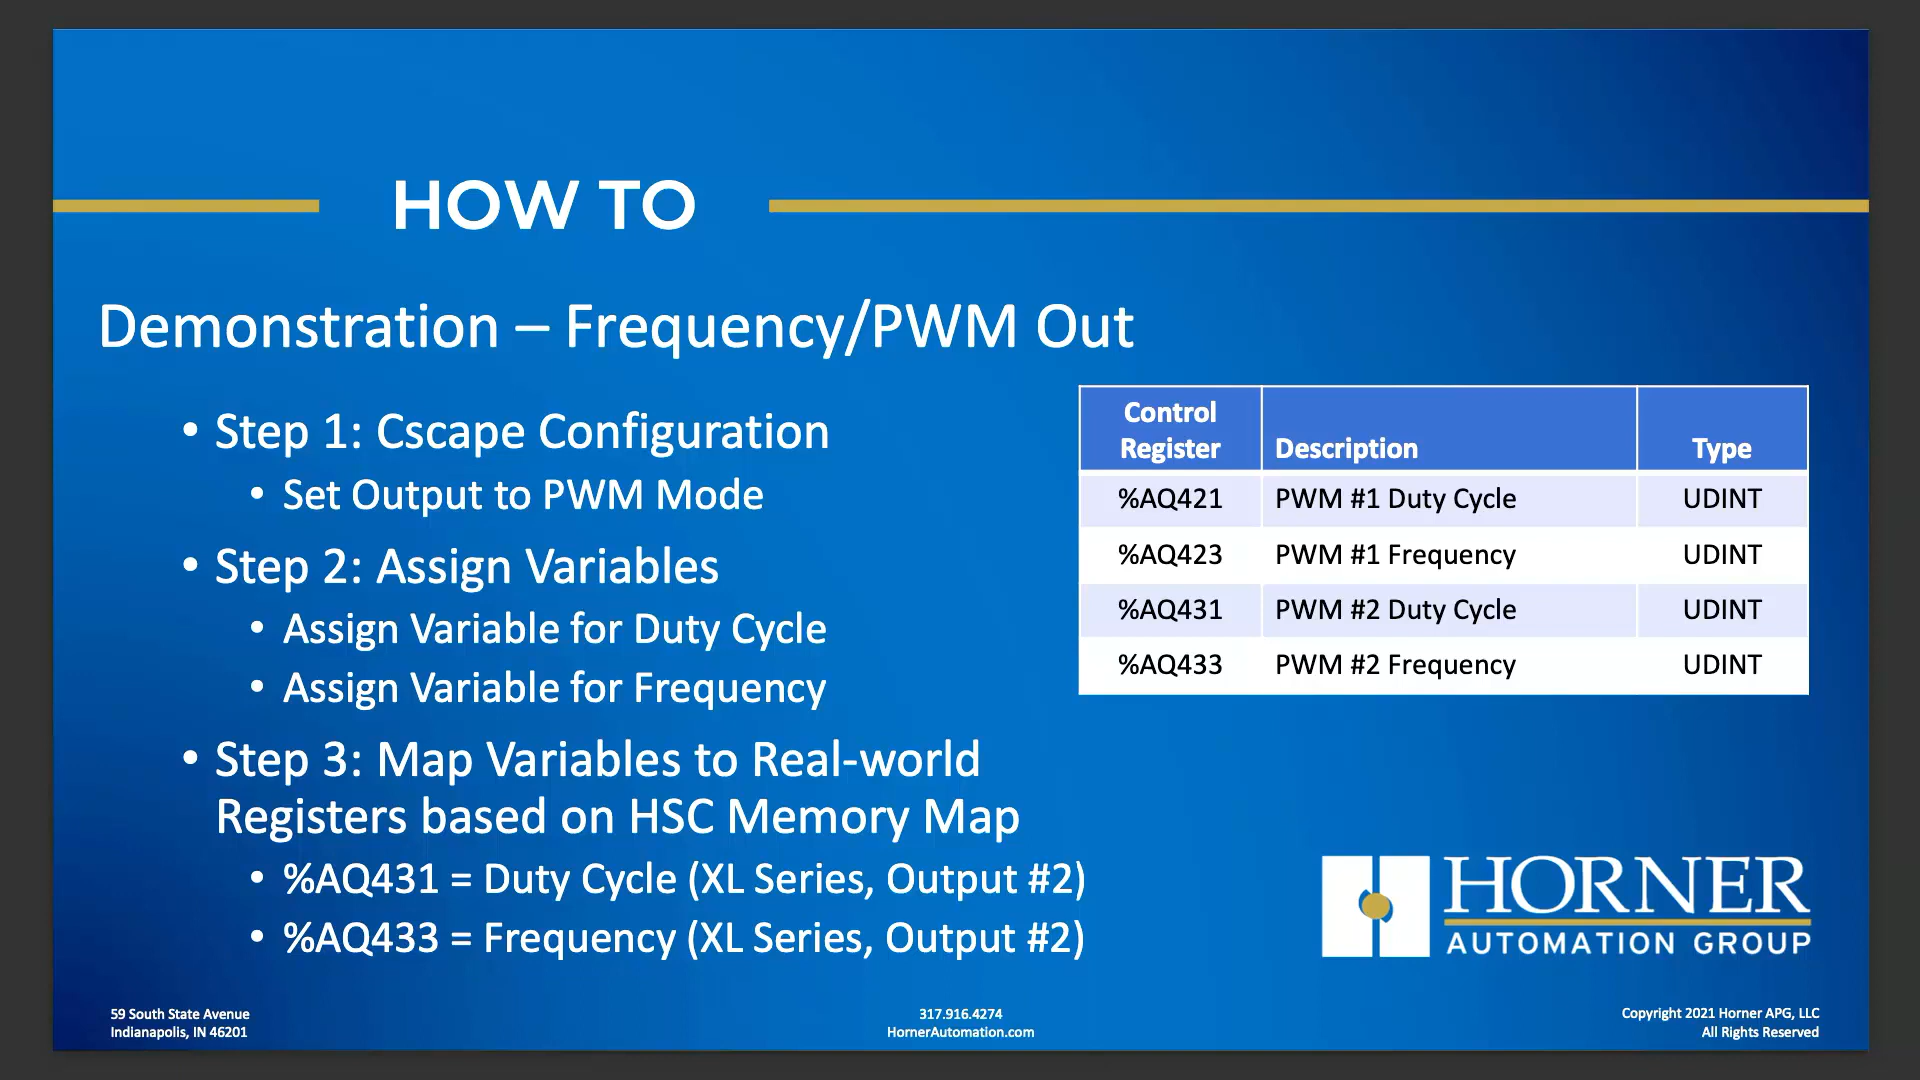 HOW TO
Demonstration – Frequency/PWM Out
• Step 1: Cscape Configuration
• Set Output to PWM Mode
• Step 2: Assign Variables
• Assign Variable for Duty Cycle
• Assign Variable for Frequency
• Step 3: Map Variables to Real-world
Registers based on HSC Memory Map
• %AQ431 = Duty Cycle (XL Series, Output #2)
• %AQ433 = Frequency (XL Series, Output #2)
Control
Register Description Type
%AQ421 PWM #1 Duty Cycle UDINT
%AQ423 PWM #1 Frequency UDINT
%AQ431 PWM #2 Duty Cycle UDINT
%AQ433 PWM #2 Frequency UDINT
HORNER
AUTOMATION GROUP
59 South State Avenue
Indianapolis, IN 46201
317.916.4274
HornerAutomation.com
Copyright 2021 Horner APG, LLC
All Rights Reserved